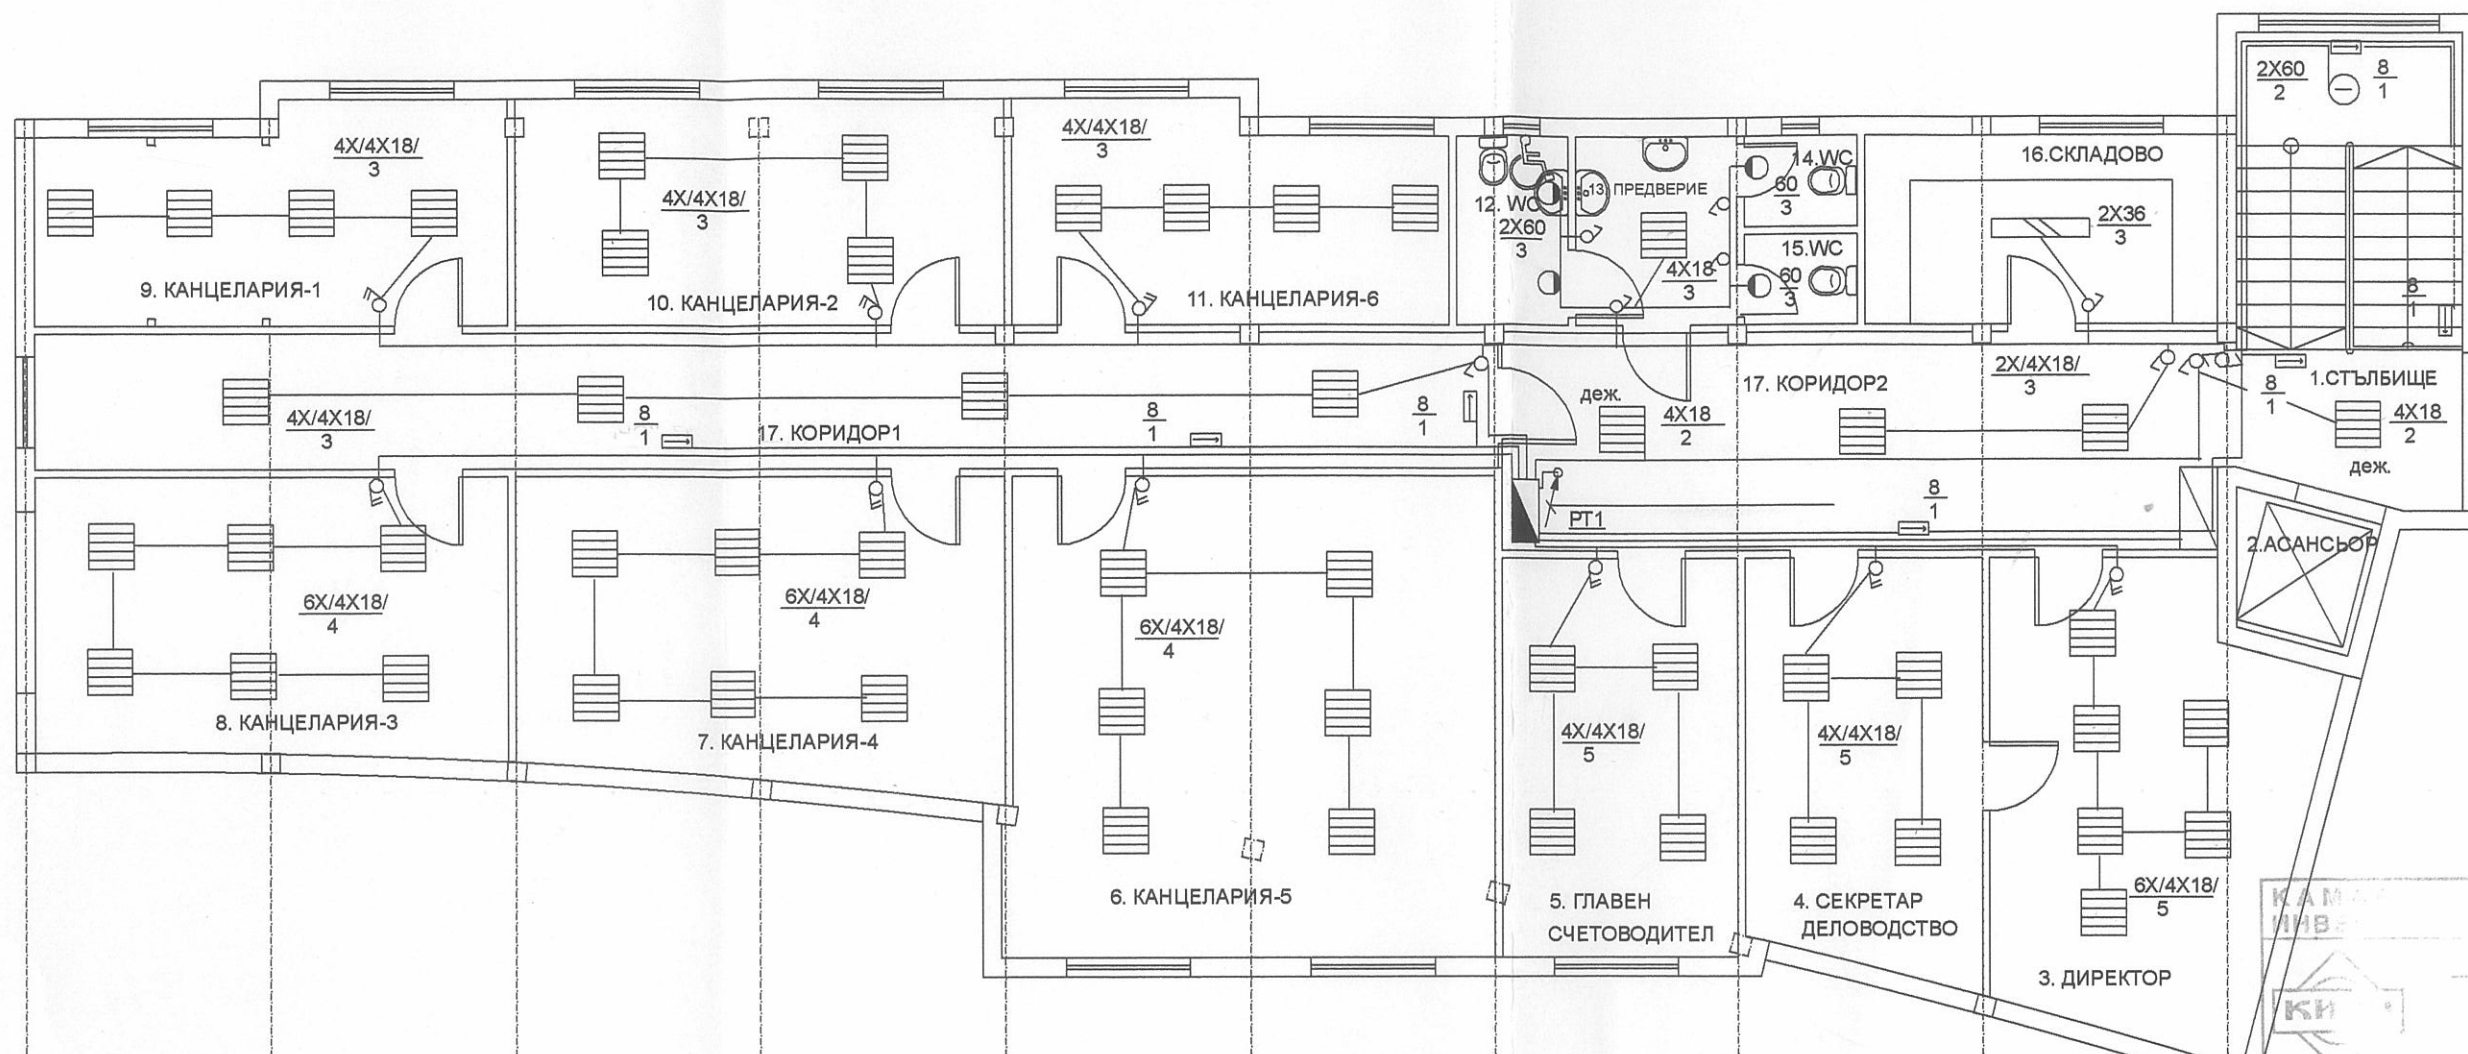 2X60
2
8
1
4X/4X18/
3
9. КАНЦЕЛАРИЯ-1
4X/4X18/
3
10. КАНЦЕЛАРИЯ-2
4X/4X18/
3
11. КАНЦЕЛАРИЯ-6
12. WC
2X60
3
13. ПРЕДВЕРИЕ
4X18
3
14.WC
60
3
15.WC
60
3
16.СКЛАДОВО
2X36
3
8
1
4X/4X18/
3
8
1
17. КОРИДОР1
8
1
8
1
деж.
4X18
2
17. КОРИДОР2
2X/4X18/
3
8
1
1.СТЪЛБИЩЕ
4X18
2
деж.
РТ1
8
1
2.АСАНСЬОР
6X/4X18/
4
8. КАНЦЕЛАРИЯ-3
6X/4X18/
4
7. КАНЦЕЛАРИЯ-4
6X/4X18/
4
6. КАНЦЕЛАРИЯ-5
4X/4X18/
5
5. ГЛАВЕН
СЧЕТОВОДИТЕЛ
4X/4X18/
5
4. СЕКРЕТАР
ДЕЛОВОДСТВО
6X/4X18/
5
3. ДИРЕКТОР